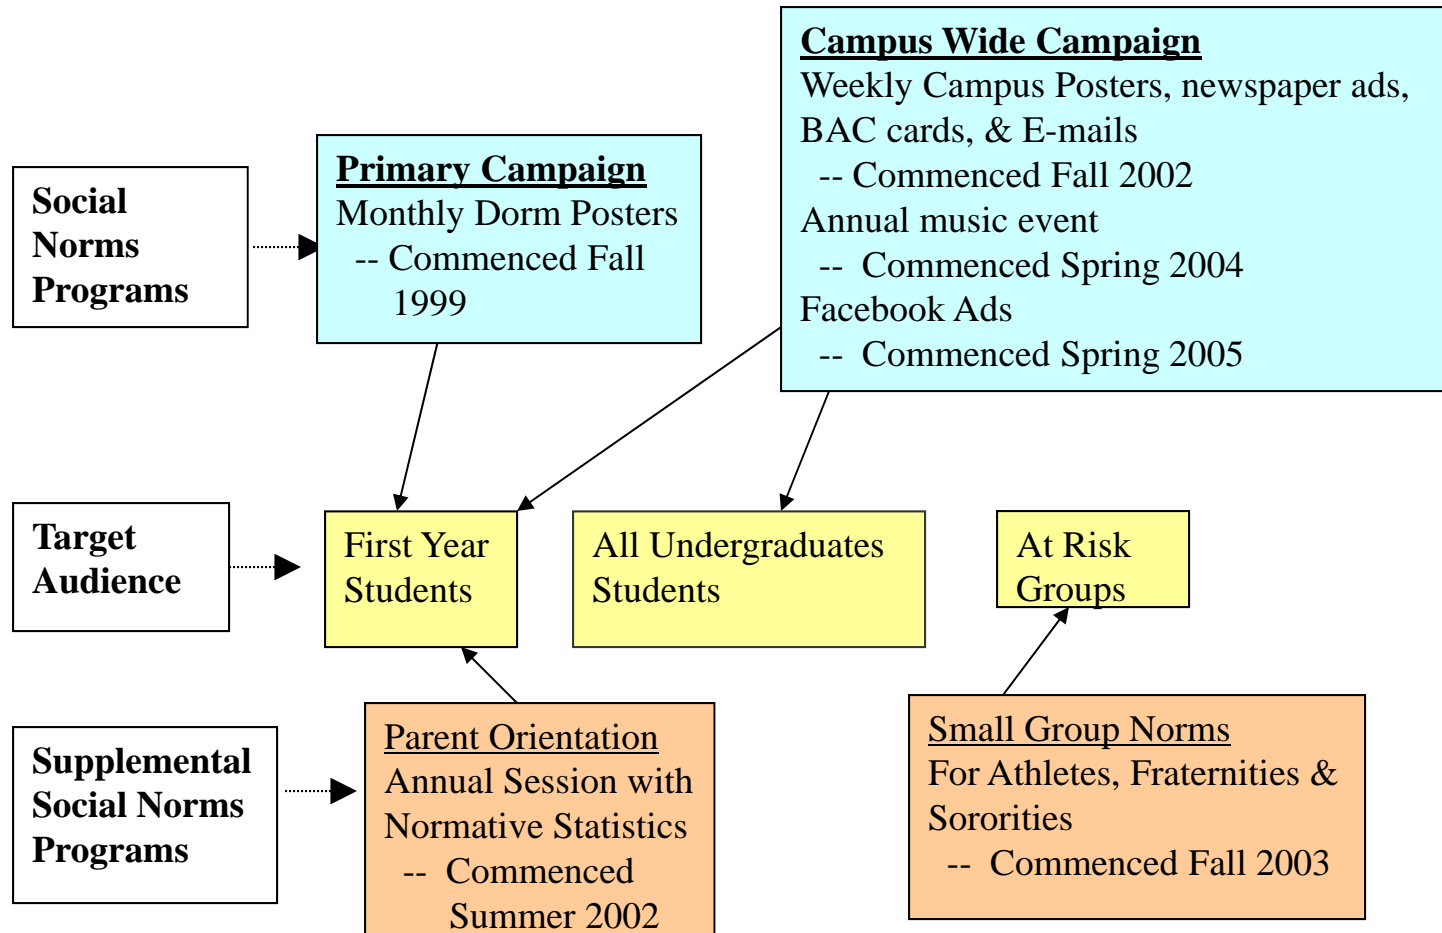 Campus Wide Campaign
Weekly Campus Posters, newspaper ads,
BAC cards, & E-mails
-- Commenced Fall 2002
Annual music event
-- Commenced Spring 2004
Facebook Ads
-- Commenced Spring 2005
Primary Campaign
Monthly Dorm Posters
-- Commenced Fall
1999
Social
Norms
Programs
Target
Audience
First Year
Students
All Undergraduates
Students
At Risk
Groups
Supplemental
Social Norms
Programs
Parent Orientation
Annual Session with
Normative Statistics
-- Commenced
Summer 2002
Small Group Norms
For Athletes, Fraternities &
Sororities
-- Commenced Fall 2003